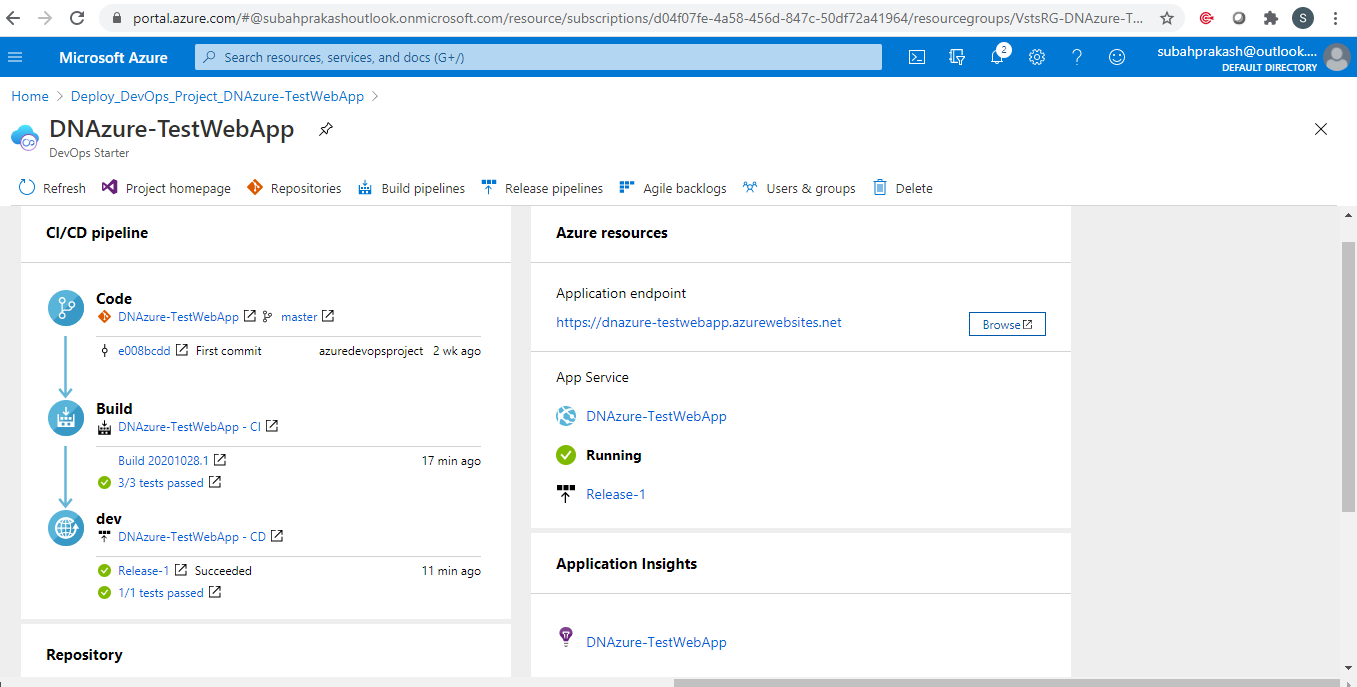 portal.azure.com/#@subahprakashoutlook.onmicrosoft.com/resource/subscriptions/d04f07fe-4a58-456d-847c-50df72a41964/resourcegroups/VstsRG-DNAzure-T...
S
Microsoft Azure
Search resources, services, and docs (G+/)
2
subahprakash@outlook....
DEFAULT DIRECTORY
Home > Deploy_DevOps_Project_DNAzure-TestWebApp >
DNAzure-TestWebApp
DevOps Starter
Refresh Project homepage Repositories Build pipelines Release pipelines Agile backlogs Users & groups Delete
CI/CD pipeline
Code
DNAzure-TestWebApp master
e008bcdd First commit azuredevopsproject 2 wk ago
Build
DNAzure-TestWebApp - CI
Build 20201028.1 17 min ago
3/3 tests passed
dev
DNAzure-TestWebApp - CD
Release-1 Succeeded 11 min ago
1/1 tests passed
Repository
Azure resources
Application endpoint
https://dnazure-testwebapp.azurewebsites.net
Browse
App Service
DNAzure-TestWebApp
Running
Release-1
Application Insights
DNAzure-TestWebApp